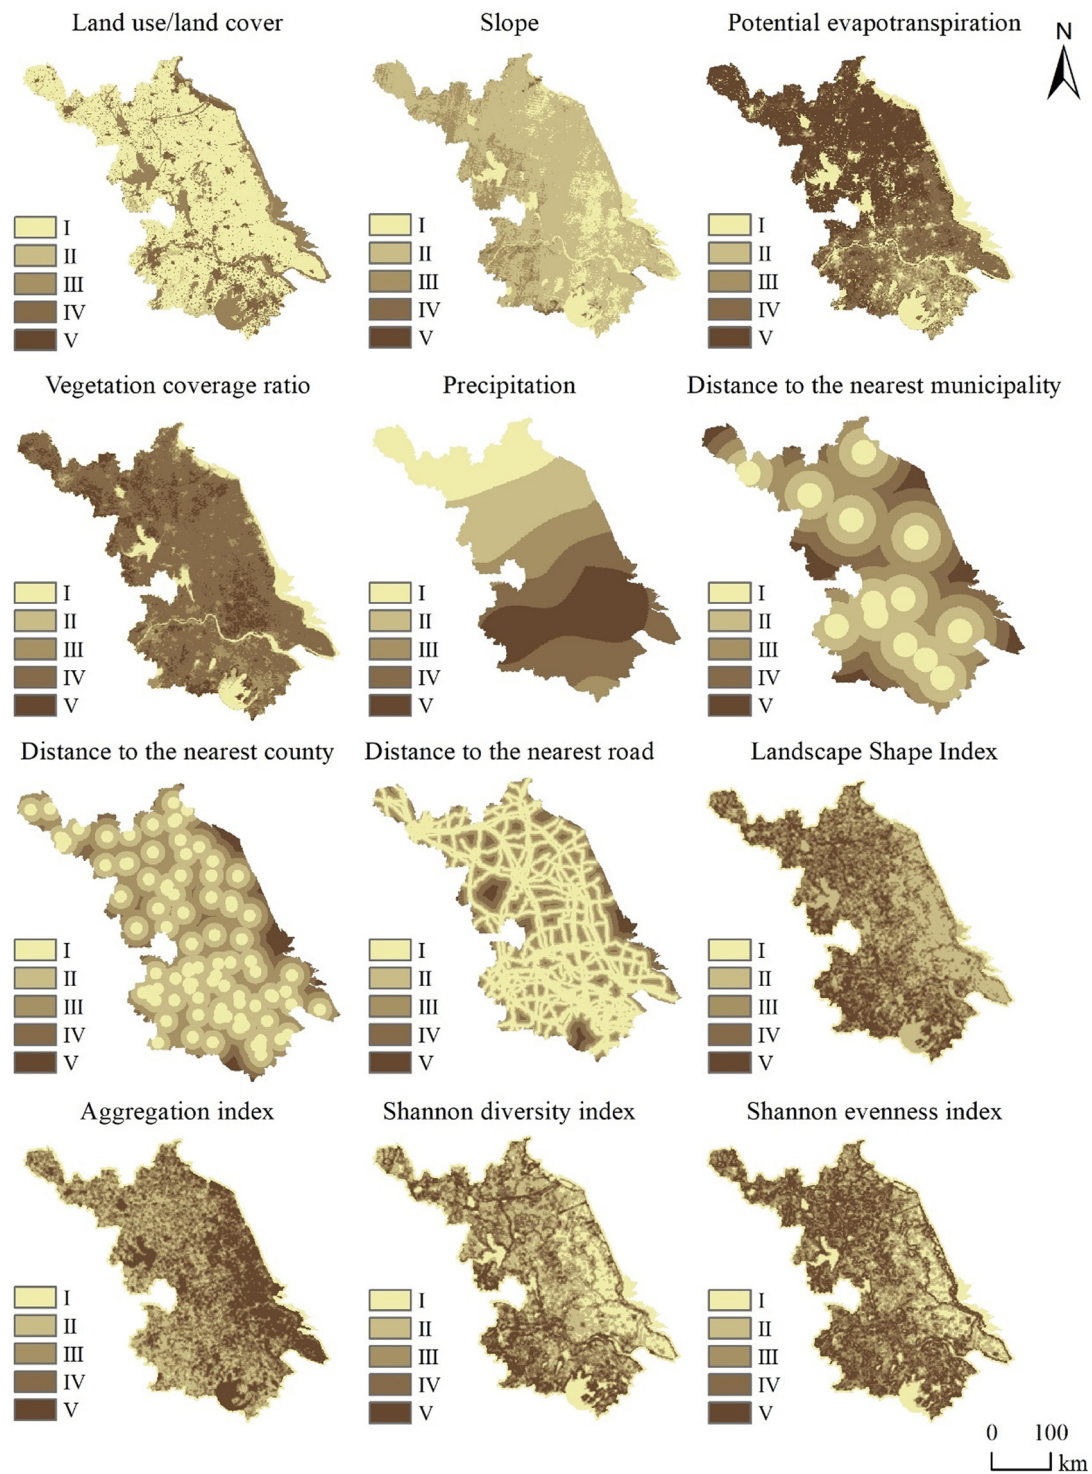 Land use/land cover
Slope
Potential evapotranspiration
N
I
II
III
IV
V
I
II
III
IV
V
I
II
III
IV
V
Vegetation coverage ratio
Precipitation
Distance to the nearest municipality
I
II
III
IV
V
I
II
III
IV
V
I
II
III
IV
V
Distance to the nearest county
Distance to the nearest road
Landscape Shape Index
I
II
III
IV
V
I
II
III
IV
V
I
II
III
IV
V
Aggregation index
Shannon diversity index
Shannon evenness index
I
II
III
IV
V
I
II
III
IV
V
I
II
III
IV
V
0 100
km